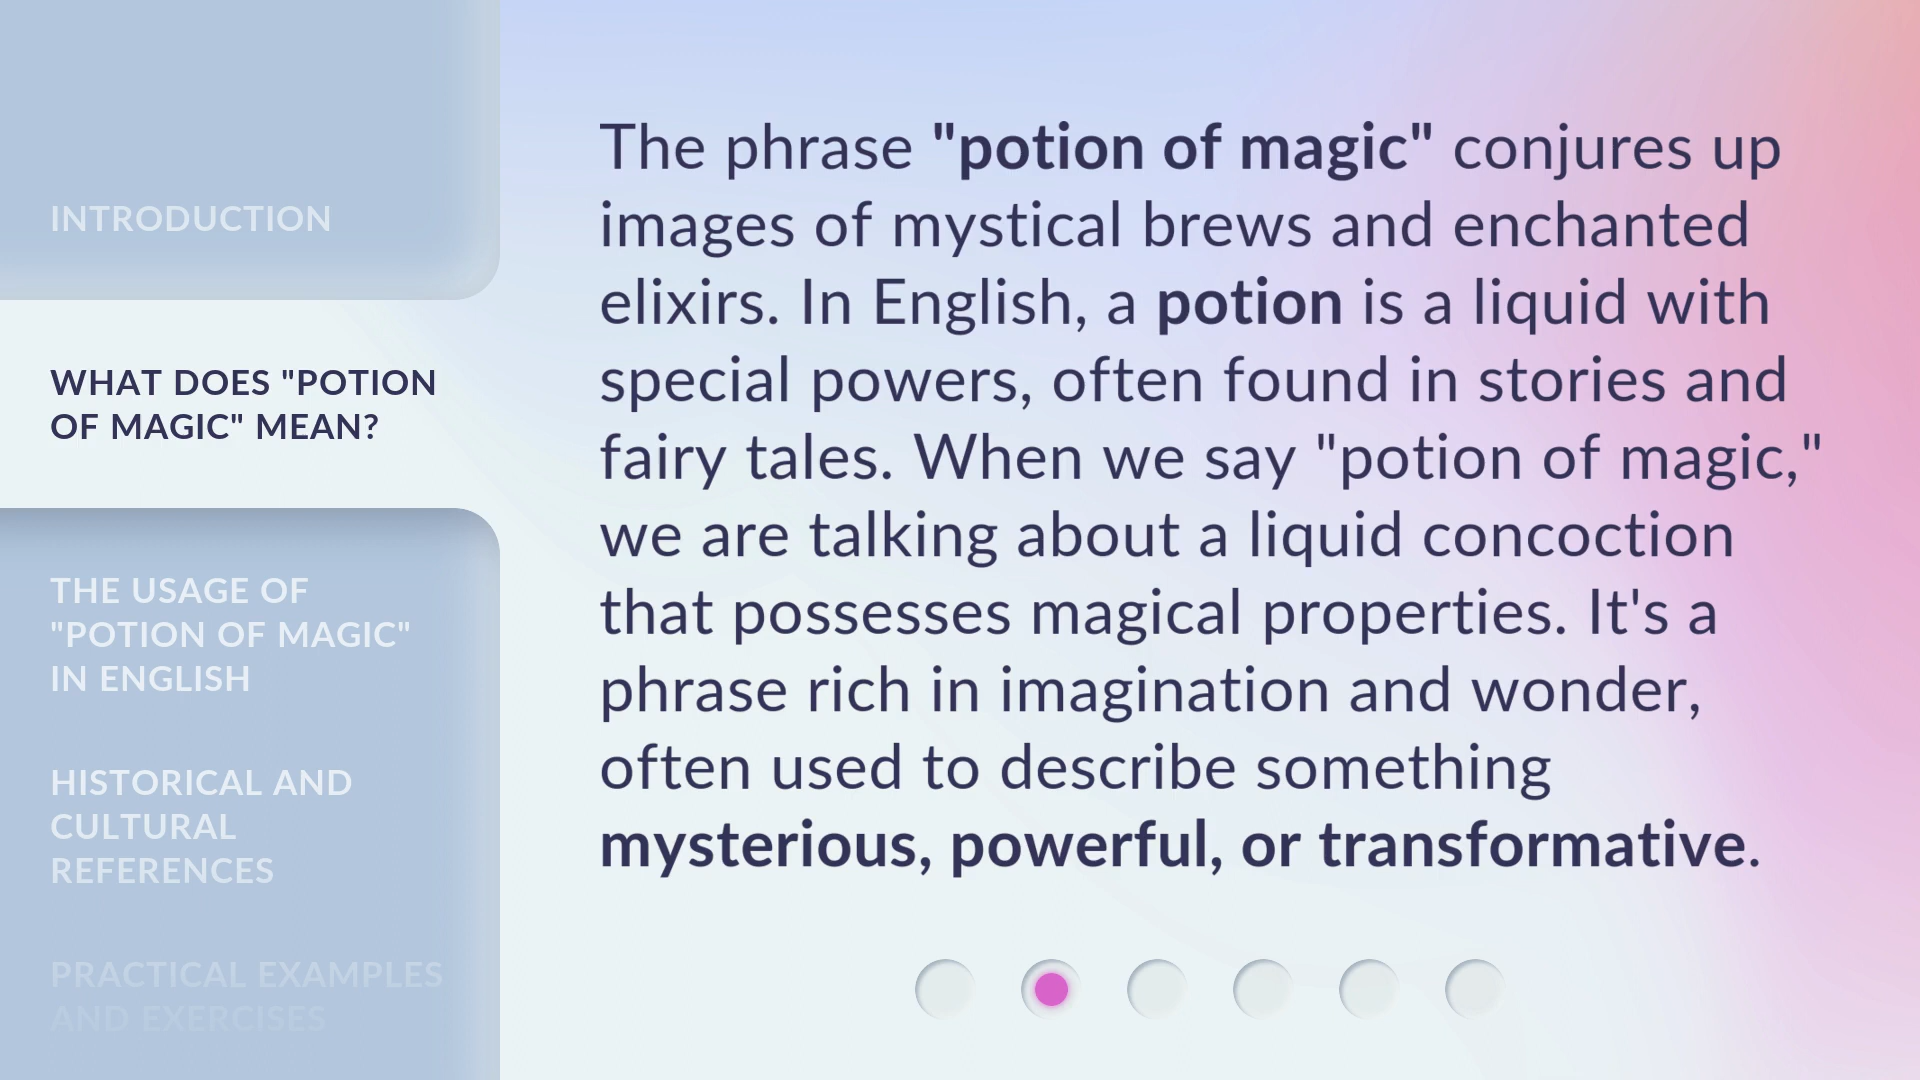 INTRODUCTION
WHAT DOES "POTION
OF MAGIC" MEAN?
THE USAGE OF
"POTION OF MAGIC"
IN ENGLISH
HISTORICAL AND
CULTURAL
REFERENCES
PRACTICAL EXAMPLES
AND EXERCISES
The phrase "potion of magic" conjures up
images of mystical brews and enchanted
elixirs. In English, a potion is a liquid with
special powers, often found in stories and
fairy tales. When we say "potion of magic,"
we are talking about a liquid concoction
that possesses magical properties. It's a
phrase rich in imagination and wonder,
often used to describe something
mysterious, powerful, or transformative.